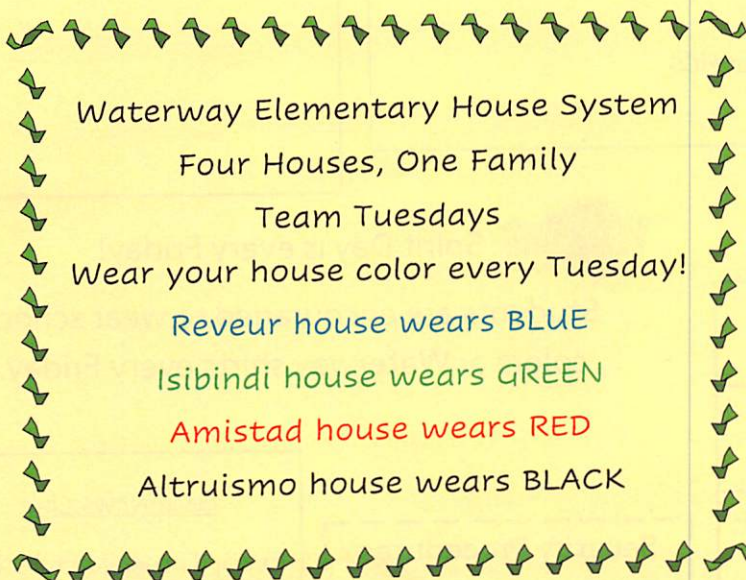 Waterway Elementary House System
Four Houses, One Family
Team Tuesdays
Wear your house color every Tuesday!
Reveur house wears BLUE
Isibindi house wears GREEN
Amistad house wears RED
Altruismo house wears BLACK